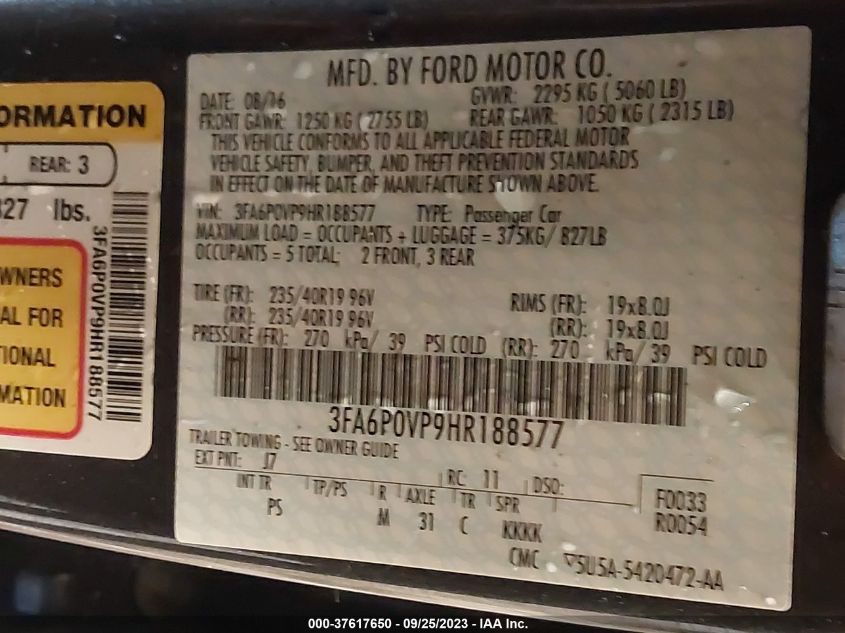 ORMATION
REAR: 3
827 lbs.
3FA6P0VP9HR188577
WNERS
AL FOR
TIONAL
MATION
MFD. BY FORD MOTOR CO.
DATE: 08/16 GVWR: 2295 KG ( 5060 LB)
FRONT GAWR: 1250 KG ( 2755 LB) REAR GAWR: 1050 KG ( 2315 LB)
THIS VEHICLE CONFORMS TO ALL APPLICABLE FEDERAL MOTOR
VEHICLE SAFETY, BUMPER, AND THEFT PREVENTION STANDARDS
IN EFFECT ON THE DATE OF MANUFACTURE SHOWN ABOVE.
VIN: 3FA6P0VP9HR188577 TYPE: Passenger Car
MAXIMUM LOAD = OCCUPANTS + LUGGAGE = 375KG/ 827LB
OCCUPANTS = 5 TOTAL; 2 FRONT, 3 REAR
TIRE (FR): 235/40R19 96V RIMS (FR): 19x8.0J
(RR): 235/40R19 96V (RR): 19x8.0J
PRESSURE (FR): 270 kPa/ 39 PSI COLD (RR): 270 kPa/ 39 PSI COLD
3FA6P0VP9HR188577
TRAILER TOWING - SEE OWNER GUIDE
EXT PNT: J7 RC: 11 DSO:
INT TR TP/PS R AXLE TR SPR F0033
PS M 31 C KKKK R0054
CMC 5U5A-5420472-AA
000-37617650 - 09/25/2023 - IAA Inc.